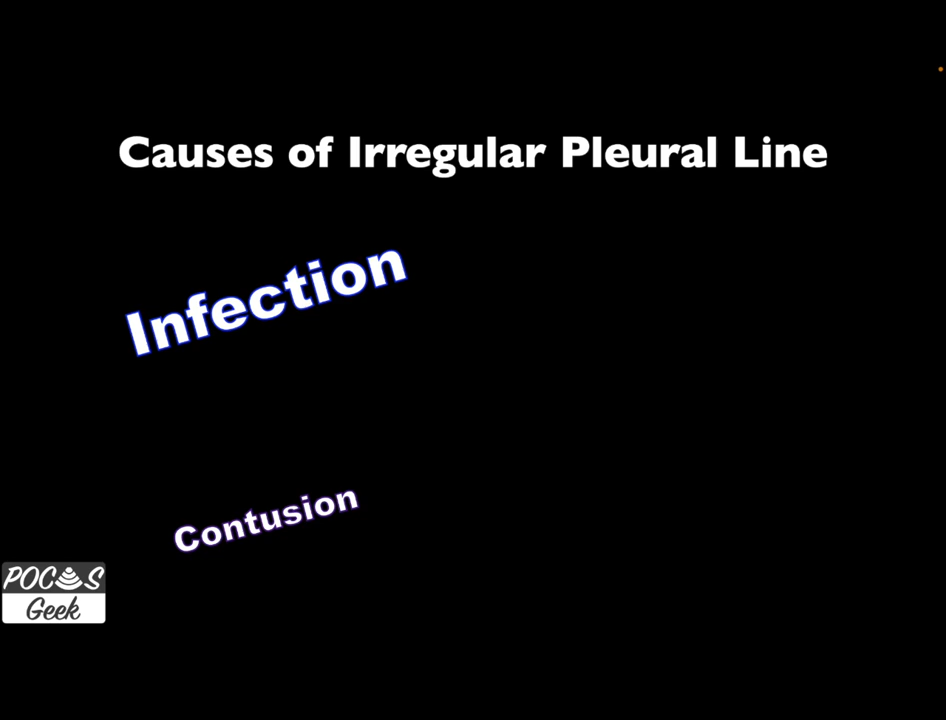 Causes of Irregular Pleural Line
Infection
Contusion
POCUS
Geek